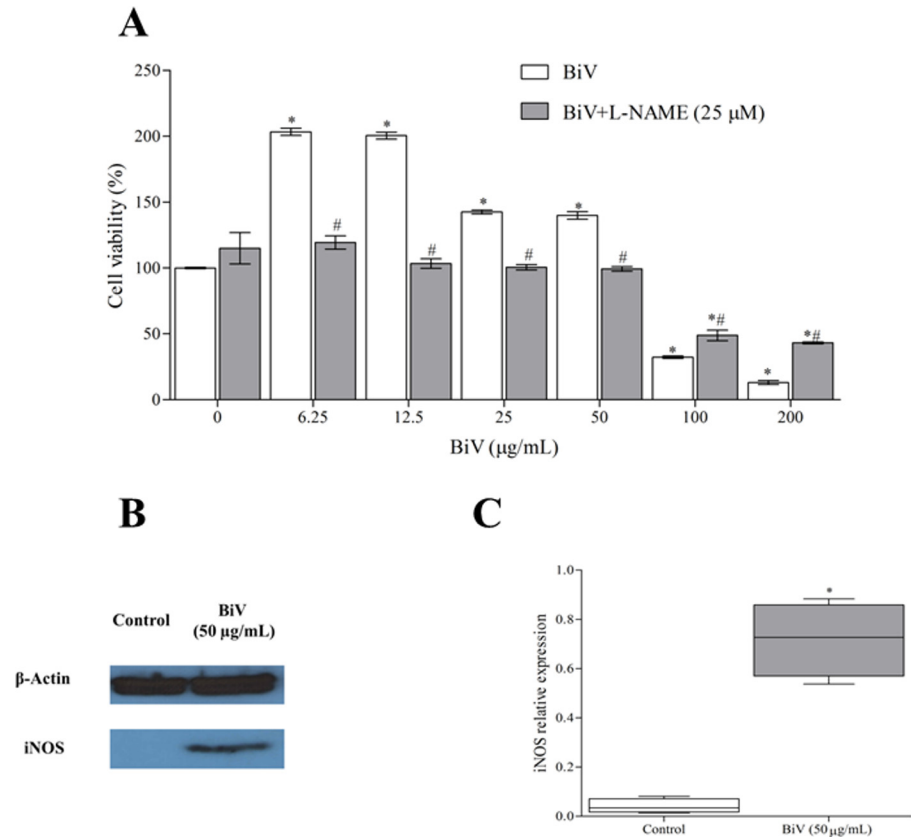 A
250
200
150
100
50
0
Cell viability (%)
BiV
BiV+L-NAME (25 μM)
* * * * * * # # # # *# *#
0 6.25 12.5 25 50 100 200
BiV (μg/mL)
B
Control BiV
(50 μg/mL)
β-Actin
iNOS
C
1.0
0.8
0.6
0.4
0.2
0.0
iNOS relative expression
*
Control BiV (50 μg/mL)